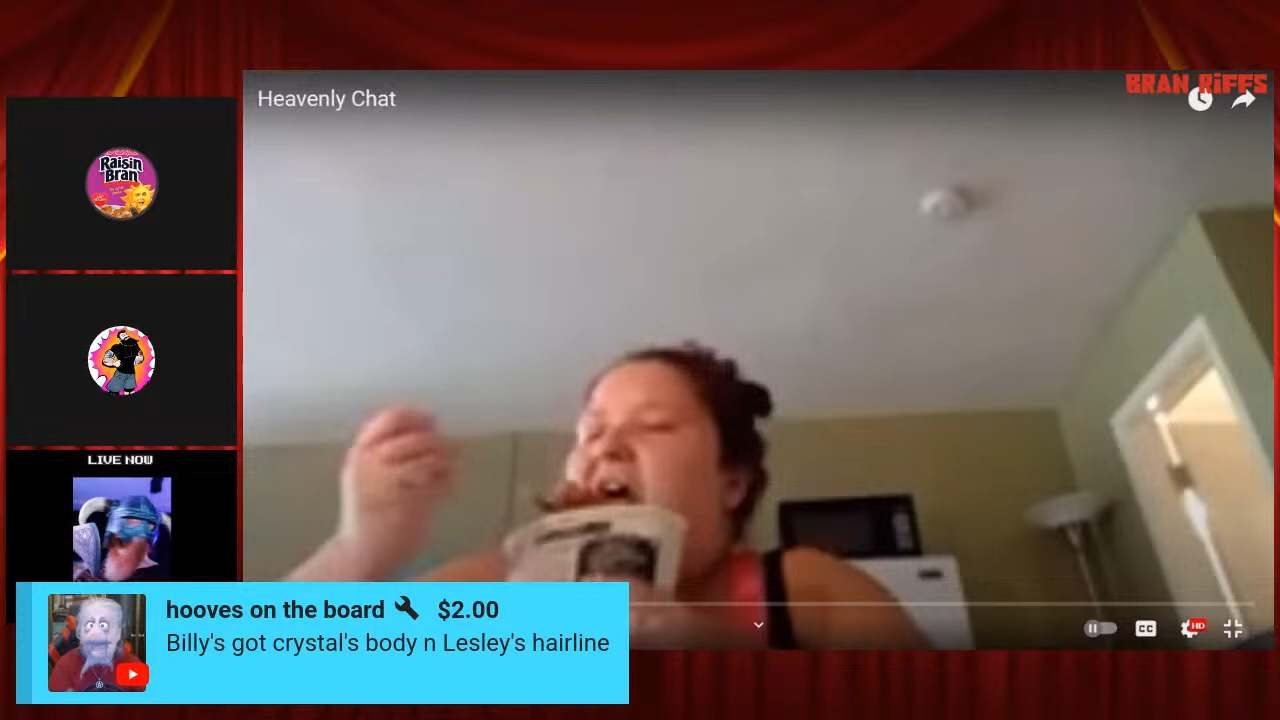 Heavenly Chat
BRAN RIFFS
Raisin
Bran
LIVE NOW
hooves on the board $2.00
Billy's got crystal's body n Lesley's hairline
CC
HD